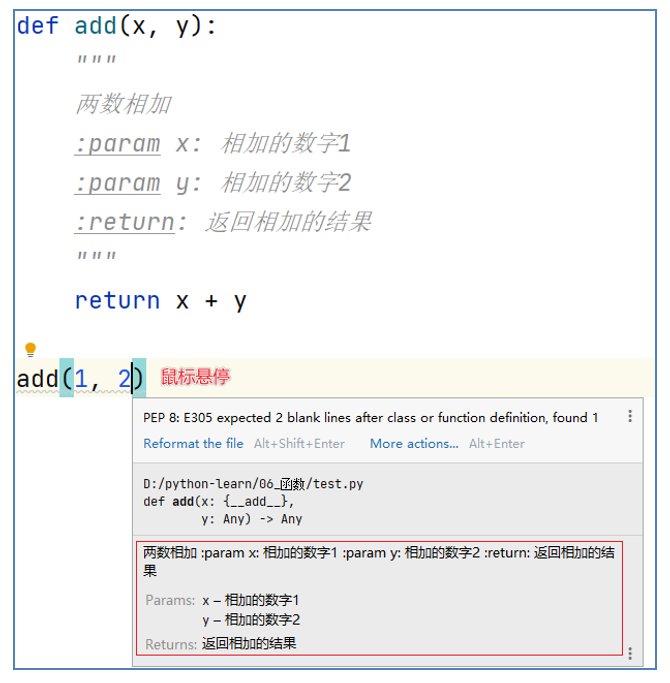 def add(x, y):
"""
两数相加
:param x: 相加的数字1
:param y: 相加的数字2
:return: 返回相加的结果
"""
return x + y
add(1, 2) 鼠标悬停
PEP 8: E305 expected 2 blank lines after class or function definition, found 1
Reformat the file Alt+Shift+Enter More actions... Alt+Enter
D:/python-learn/06_函数/test.py
def add(x: {__add__},
y: Any) -> Any
两数相加 :param x: 相加的数字1 :param y: 相加的数字2 :return: 返回相加的结
果
Params: x – 相加的数字1
y – 相加的数字2
Returns: 返回相加的结果